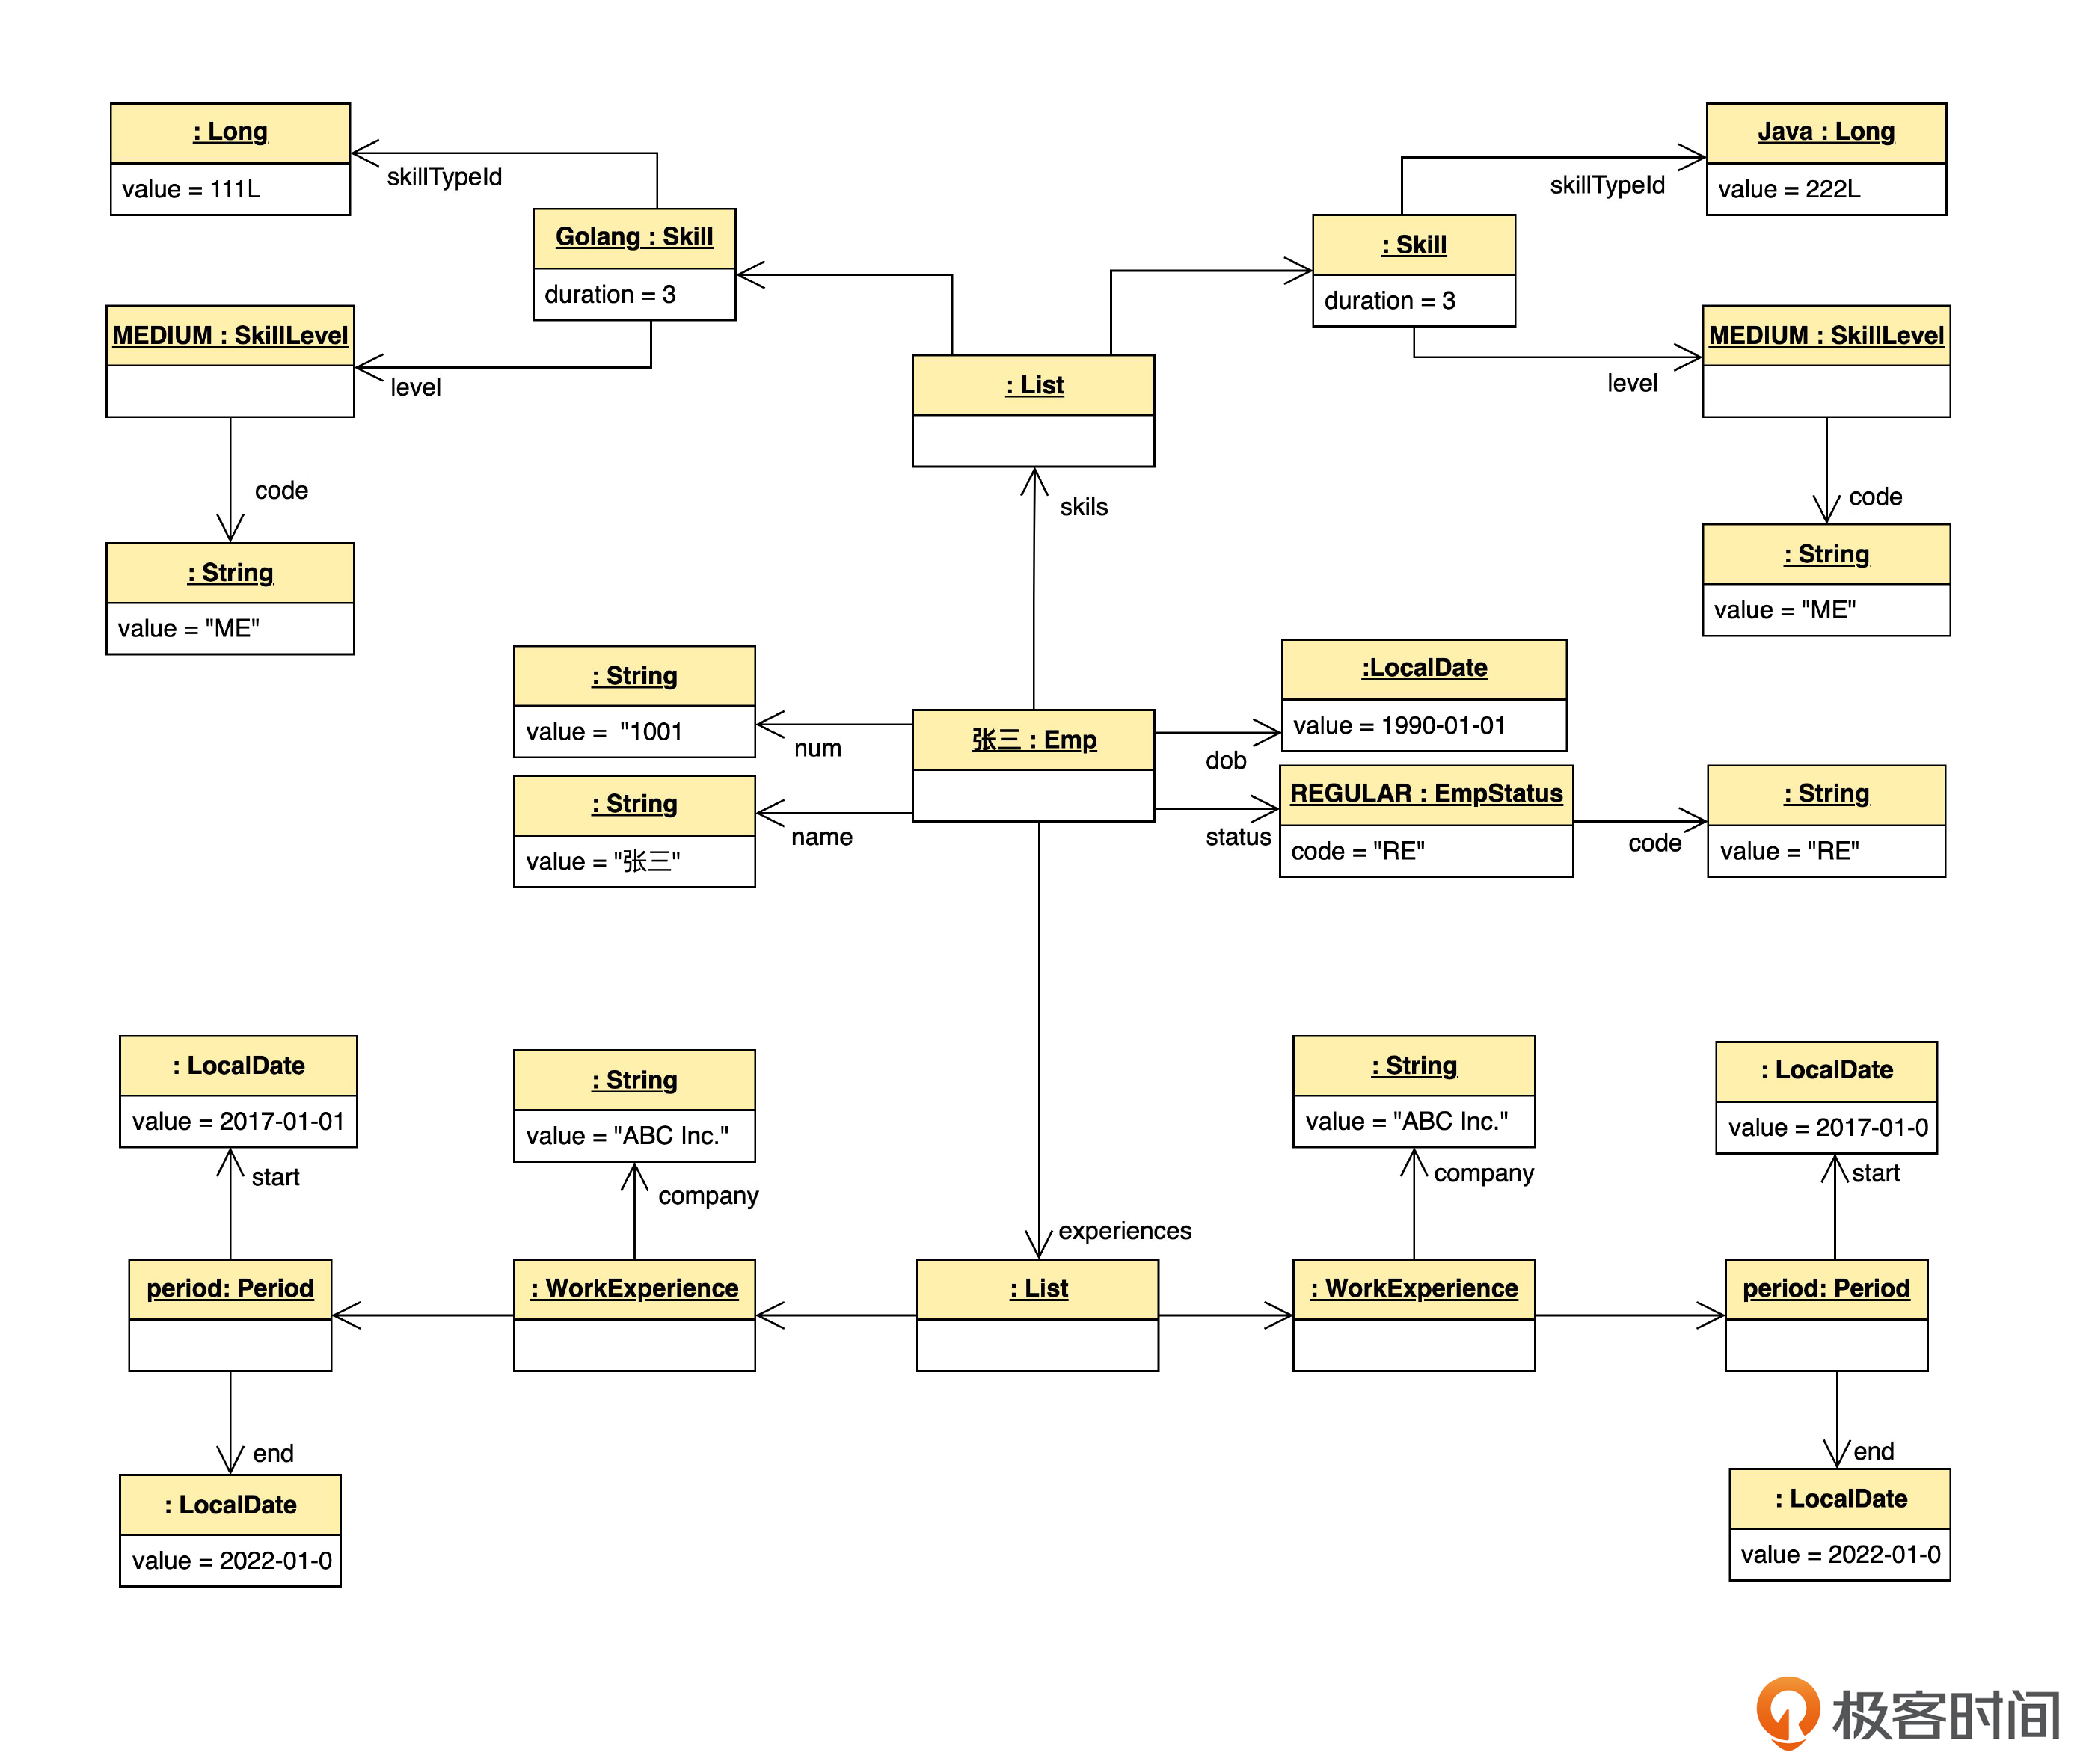 : Long
value = 111L
skillTypeId
Golang : Skill
duration = 3
MEDIUM : SkillLevel
level
code
: String
value = "ME"
: List
skils
: Skill
duration = 3
skillTypeId
Java : Long
value = 222L
MEDIUM : SkillLevel
level
code
: String
value = "ME"
: String
value =  "1001
num
: String
value = "张三"
name
张三 : Emp
dob
:LocalDate
value = 1990-01-01
status
REGULAR : EmpStatus
code = "RE"
code
: String
value = "RE"
: LocalDate
value = 2017-01-01
start
period: Period
end
: LocalDate
value = 2022-01-0
: String
value = "ABC Inc."
company
: WorkExperience
experiences
: List
: String
value = "ABC Inc."
company
: WorkExperience
: LocalDate
value = 2017-01-0
start
period: Period
end
: LocalDate
value = 2022-01-0
极客时间